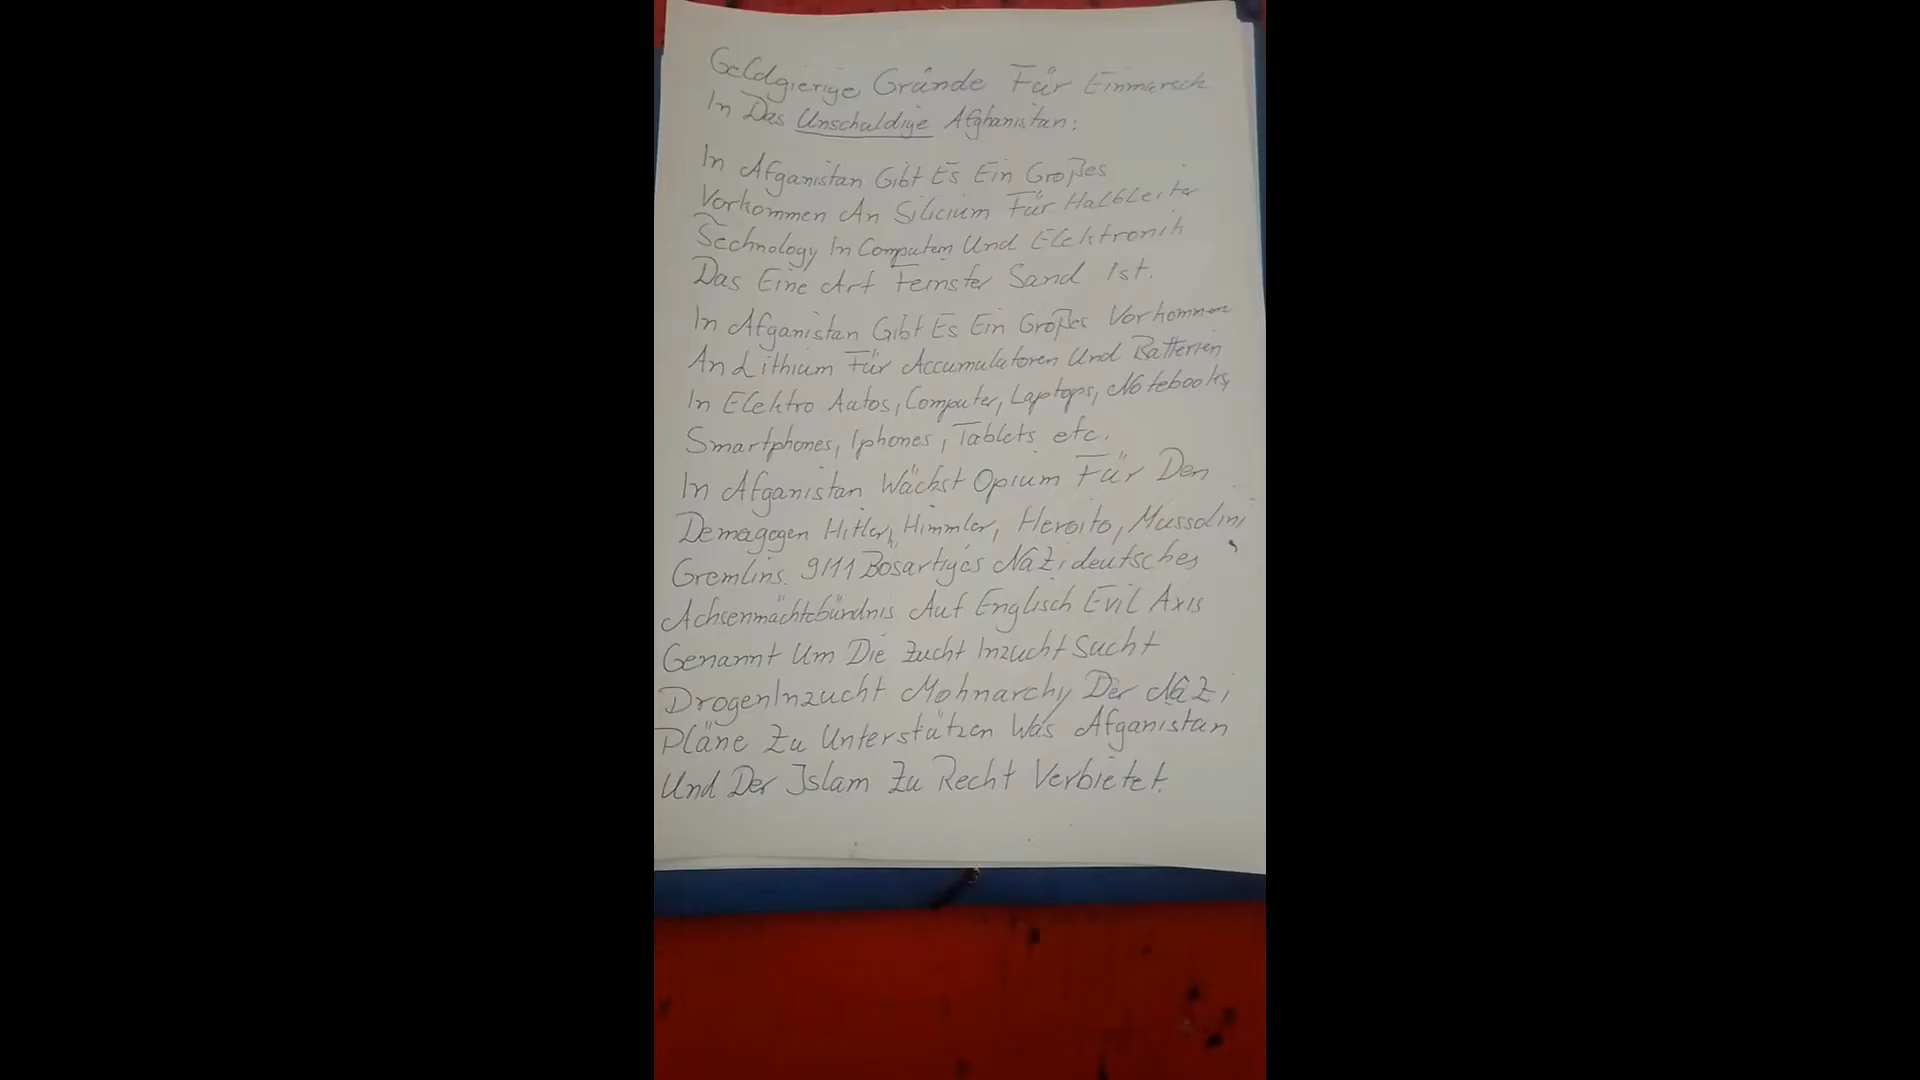 Geldgierige Gründe Für Einmarsch
In Das Unschuldige Afghanistan:
In Afganistan Gibt Es Ein Großes
Vorkommen An Silicium Für Halbleiter
Technology In Computern Und Elektronik
Das Eine Art Feinster Sand Ist.
In Afganistan Gibt Es Ein Großes Vorkommen
An Lithium Für Accumulatoren Und Batterien
In Elektro Autos, Computer, Laptops, Notebooks,
Smartphones, Iphones, Tablets etc.
In Afganistan Wächst Opium Für Den
Demagogen Hitler, Himmler, Heroito, Mussolini
Gremlins. 9/11 Bösartiges NaZi deutsches
Achsenmächtebündnis Auf Englisch Evil Axis
Genannt Um Die Zucht Inzucht Sucht
DrogenInzucht Mohnarchy Der NaZi
Pläne Zu Unterstützen Was Afganistan
Und Der Islam Zu Recht Verbietet.